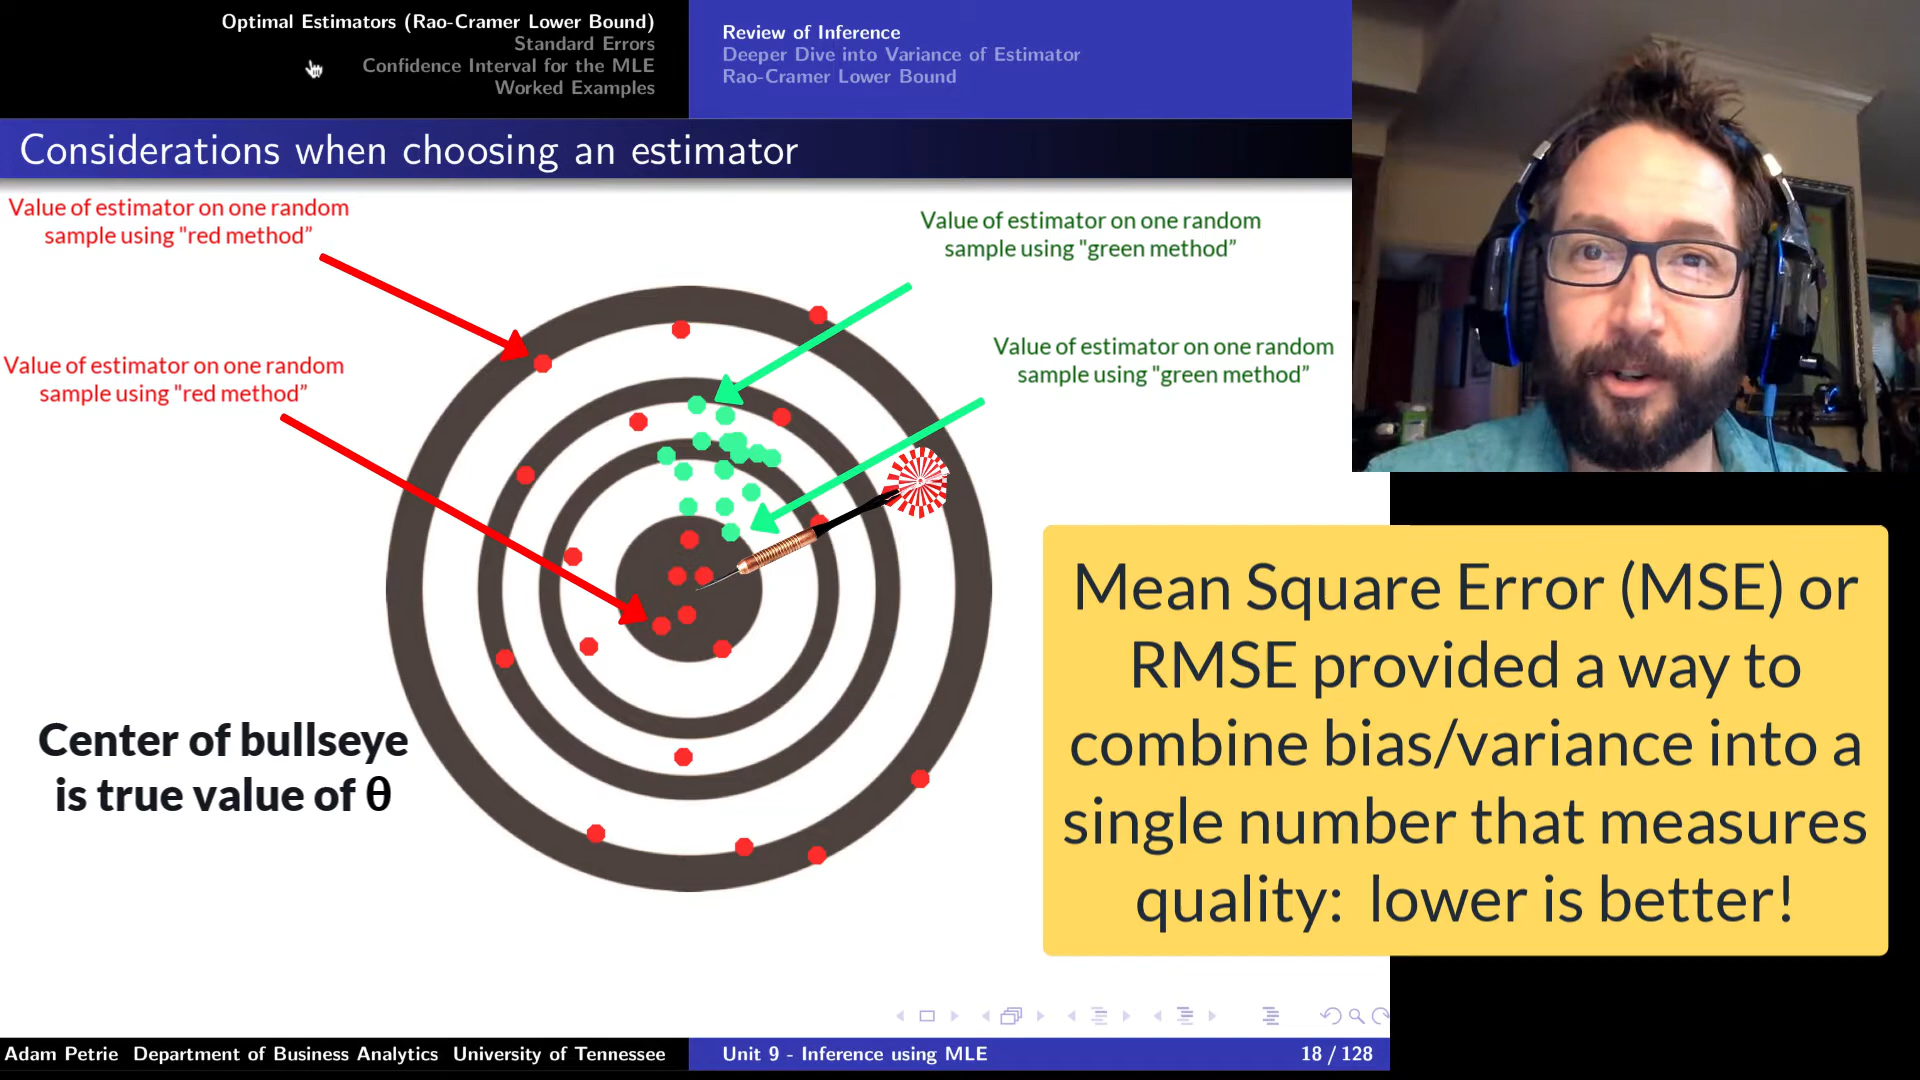 Optimal Estimators (Rao-Cramer Lower Bound)
Standard Errors
Confidence Interval for the MLE
Worked Examples
Review of Inference
Deeper Dive into Variance of Estimator
Rao-Cramer Lower Bound
Considerations when choosing an estimator
Value of estimator on one random
sample using "red method”
Value of estimator on one random
sample using "green method”
Value of estimator on one random
sample using "red method”
Value of estimator on one random
sample using "green method”
Center of bullseye
is true value of θ
Mean Square Error (MSE) or
RMSE provided a way to
combine bias/variance into a
single number that measures
quality: lower is better!
Adam Petrie Department of Business Analytics University of Tennessee
Unit 9 - Inference using MLE
18 / 128